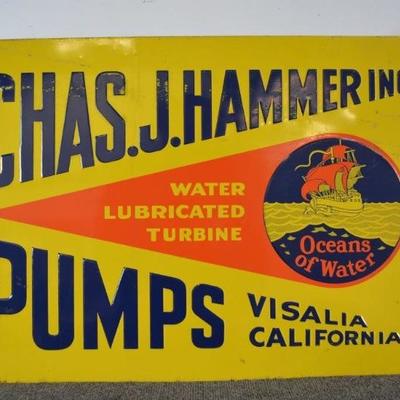 CHAS. J. HAMMER INC
WATER
LUBRICATED
TURBINE
Oceans
of Water
PUMPS
VISALIA
CALIFORNIA